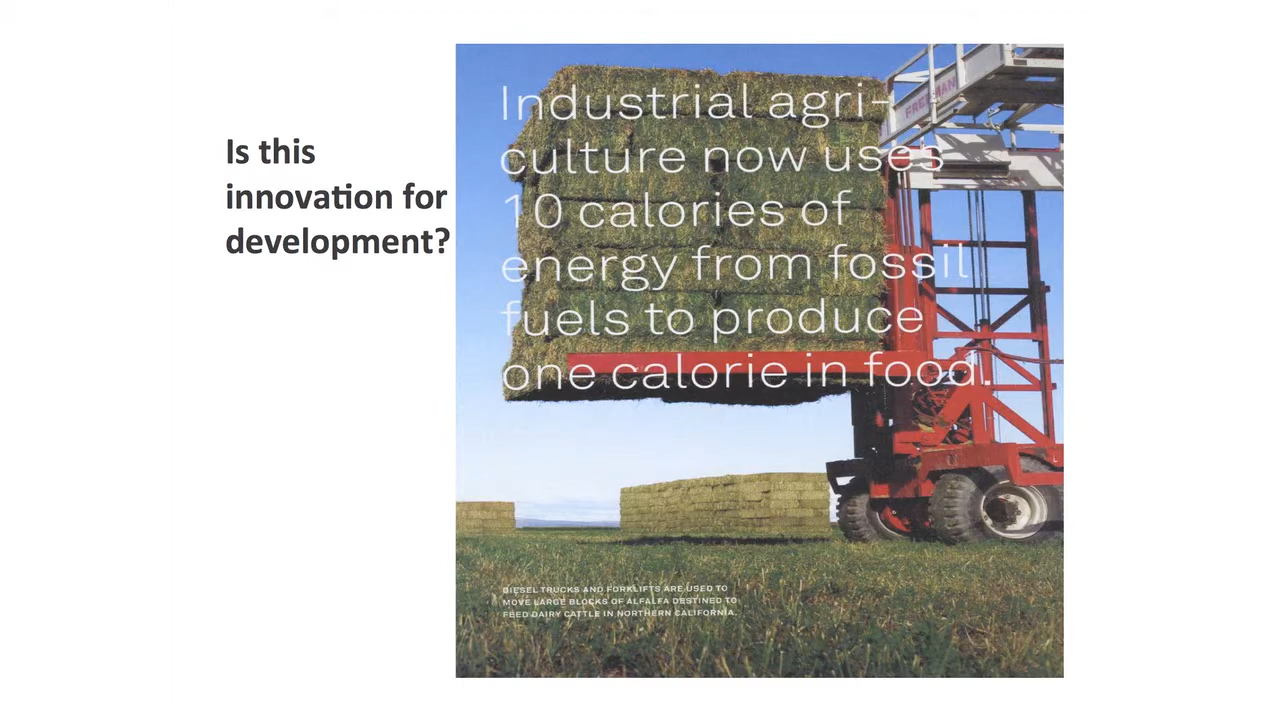 Is this
innovation for
development?
Industrial agri-
culture now uses
10 calories of
energy from fossil
fuels to produce
one calorie in food.
FREEMAN
DIESEL TRUCKS AND FORKLIFTS ARE USED TO
MOVE LARGE BLOCKS OF ALFALFA DESTINED TO
FEED DAIRY CATTLE IN NORTHERN CALIFORNIA.